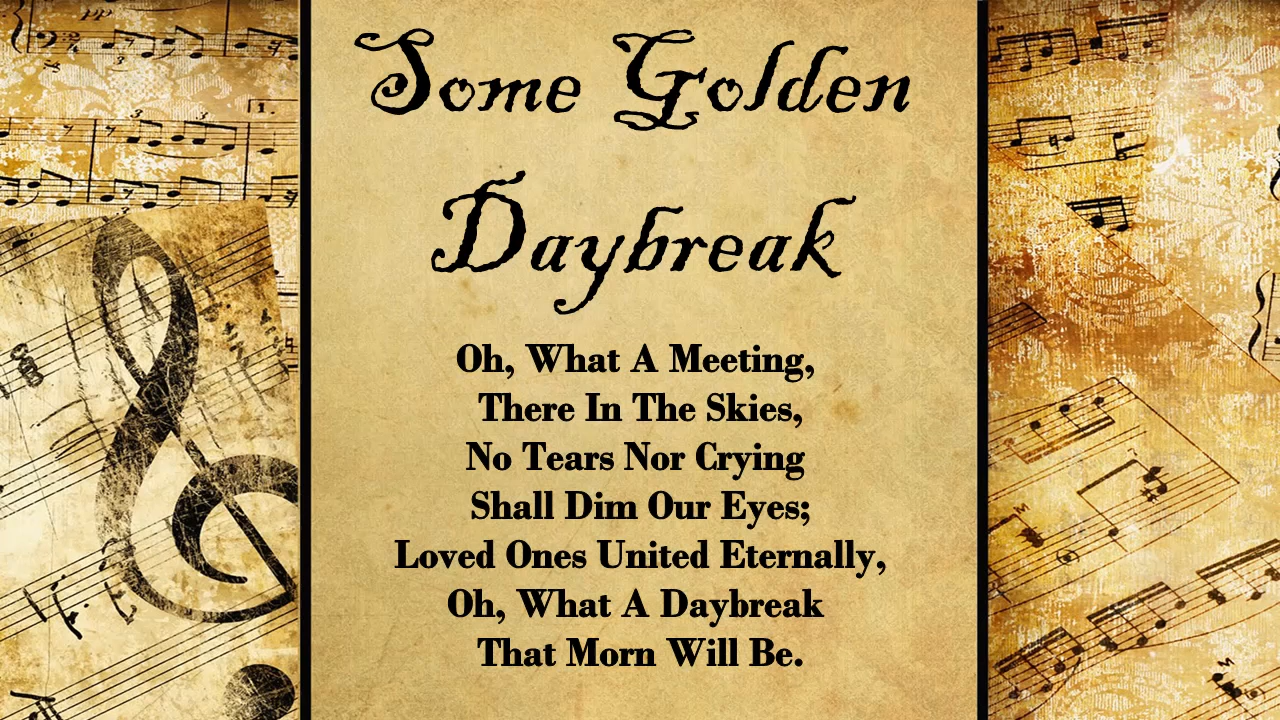 Some Golden
Daybreak
Oh, What A Meeting,
There In The Skies,
No Tears Nor Crying
Shall Dim Our Eyes;
Loved Ones United Eternally,
Oh, What A Daybreak
That Morn Will Be.